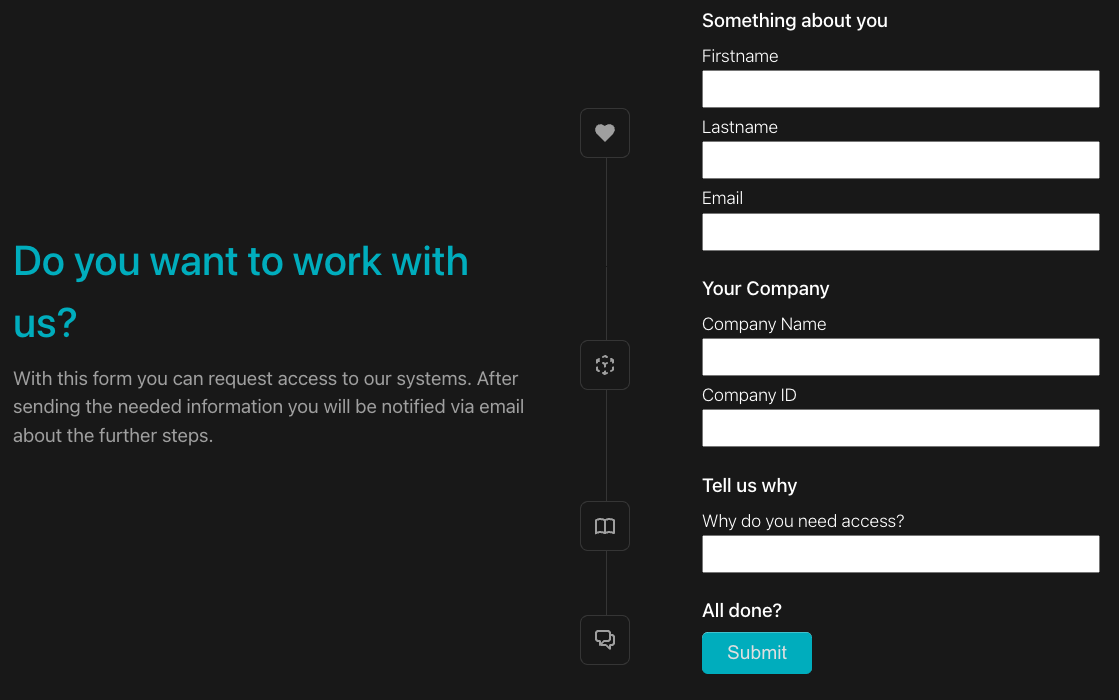 Do you want to work with
us?
With this form you can request access to our systems. After
sending the needed information you will be notified via email
about the further steps.
Something about you
Firstname
Lastname
Email
Your Company
Company Name
Company ID
Tell us why
Why do you need access?
All done?
Submit